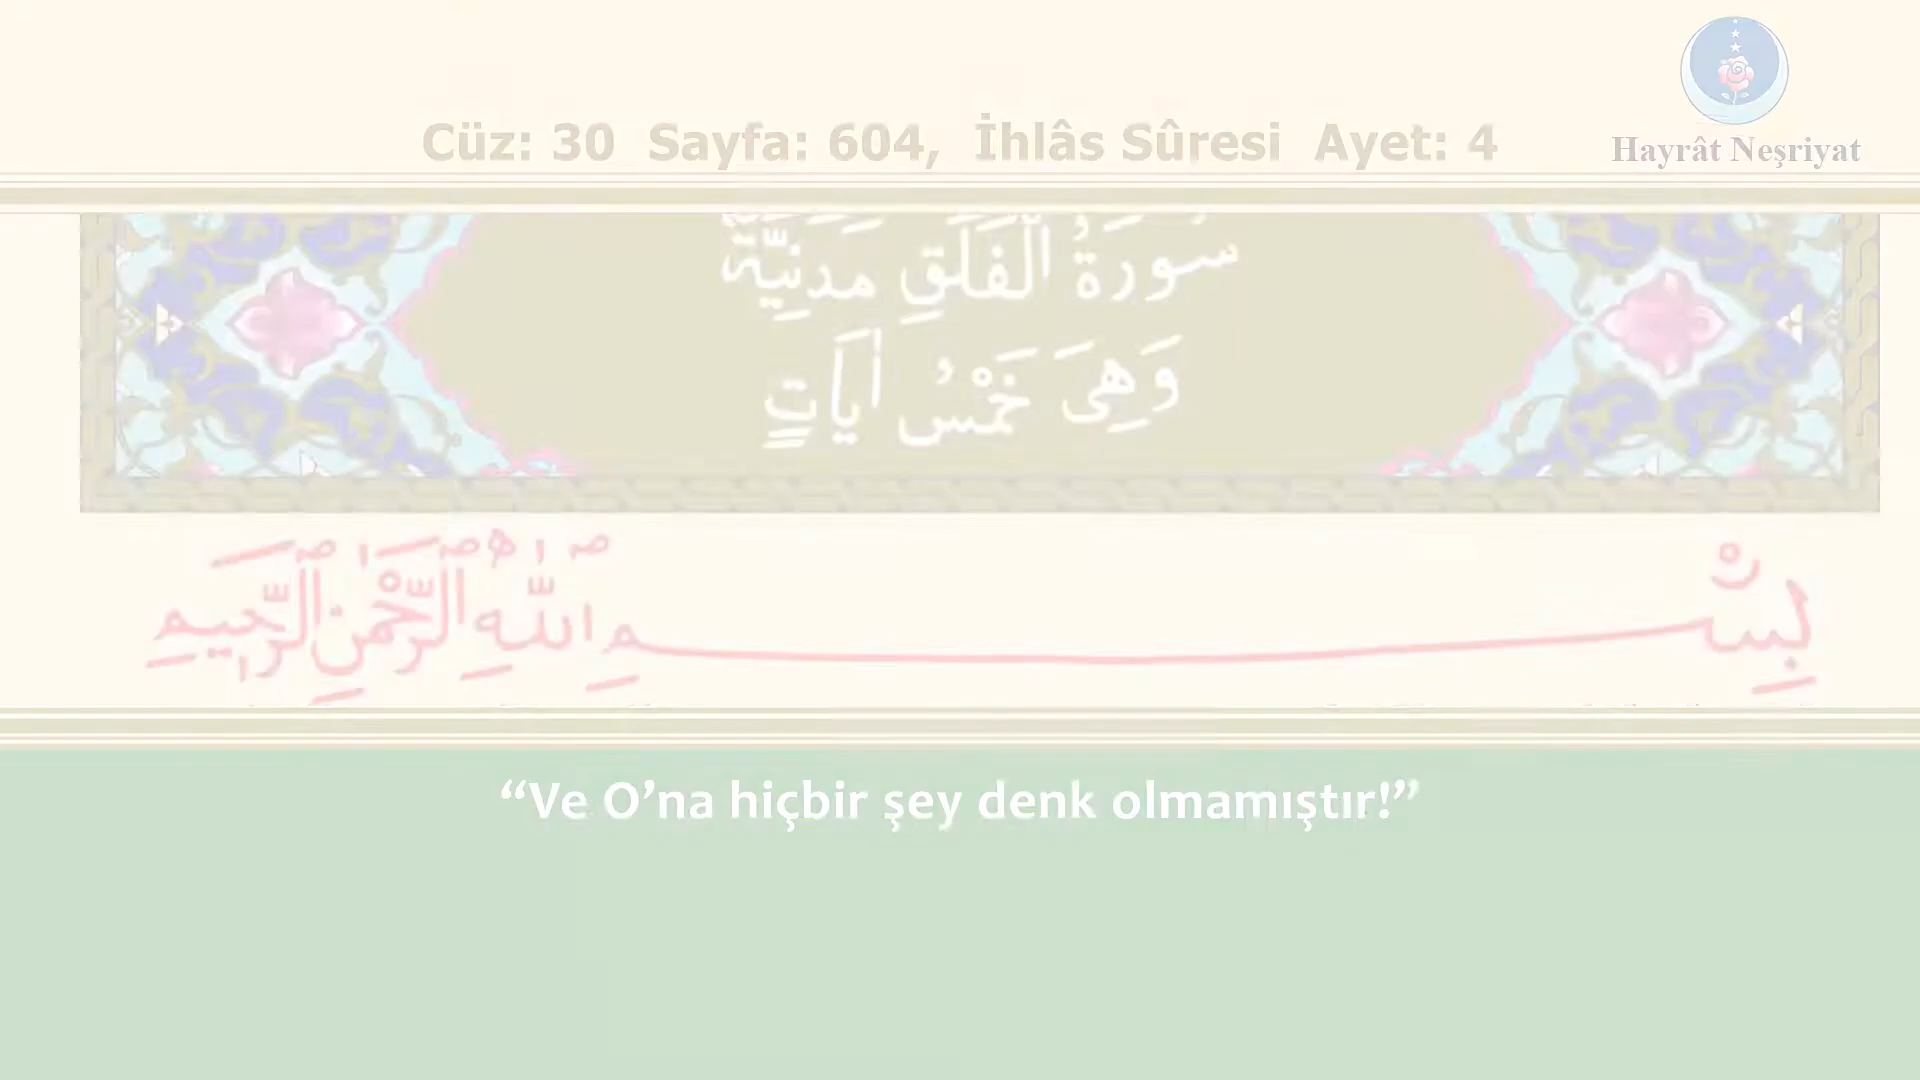 Cüz: 30 Sayfa: 604, İhlâs Sûresi Ayet: 4
Hayrât Neşriyat
سُورَةُ الْفَلَقِ مَدَنِيَّةٌ
وَهِيَ خَمْسُ اٰيَاتٍ
بِسْمِ اللّٰهِ الرَّحْمٰنِ الرَّحِيمِ
“Ve O’na hiçbir şey denk olmamıştır!”